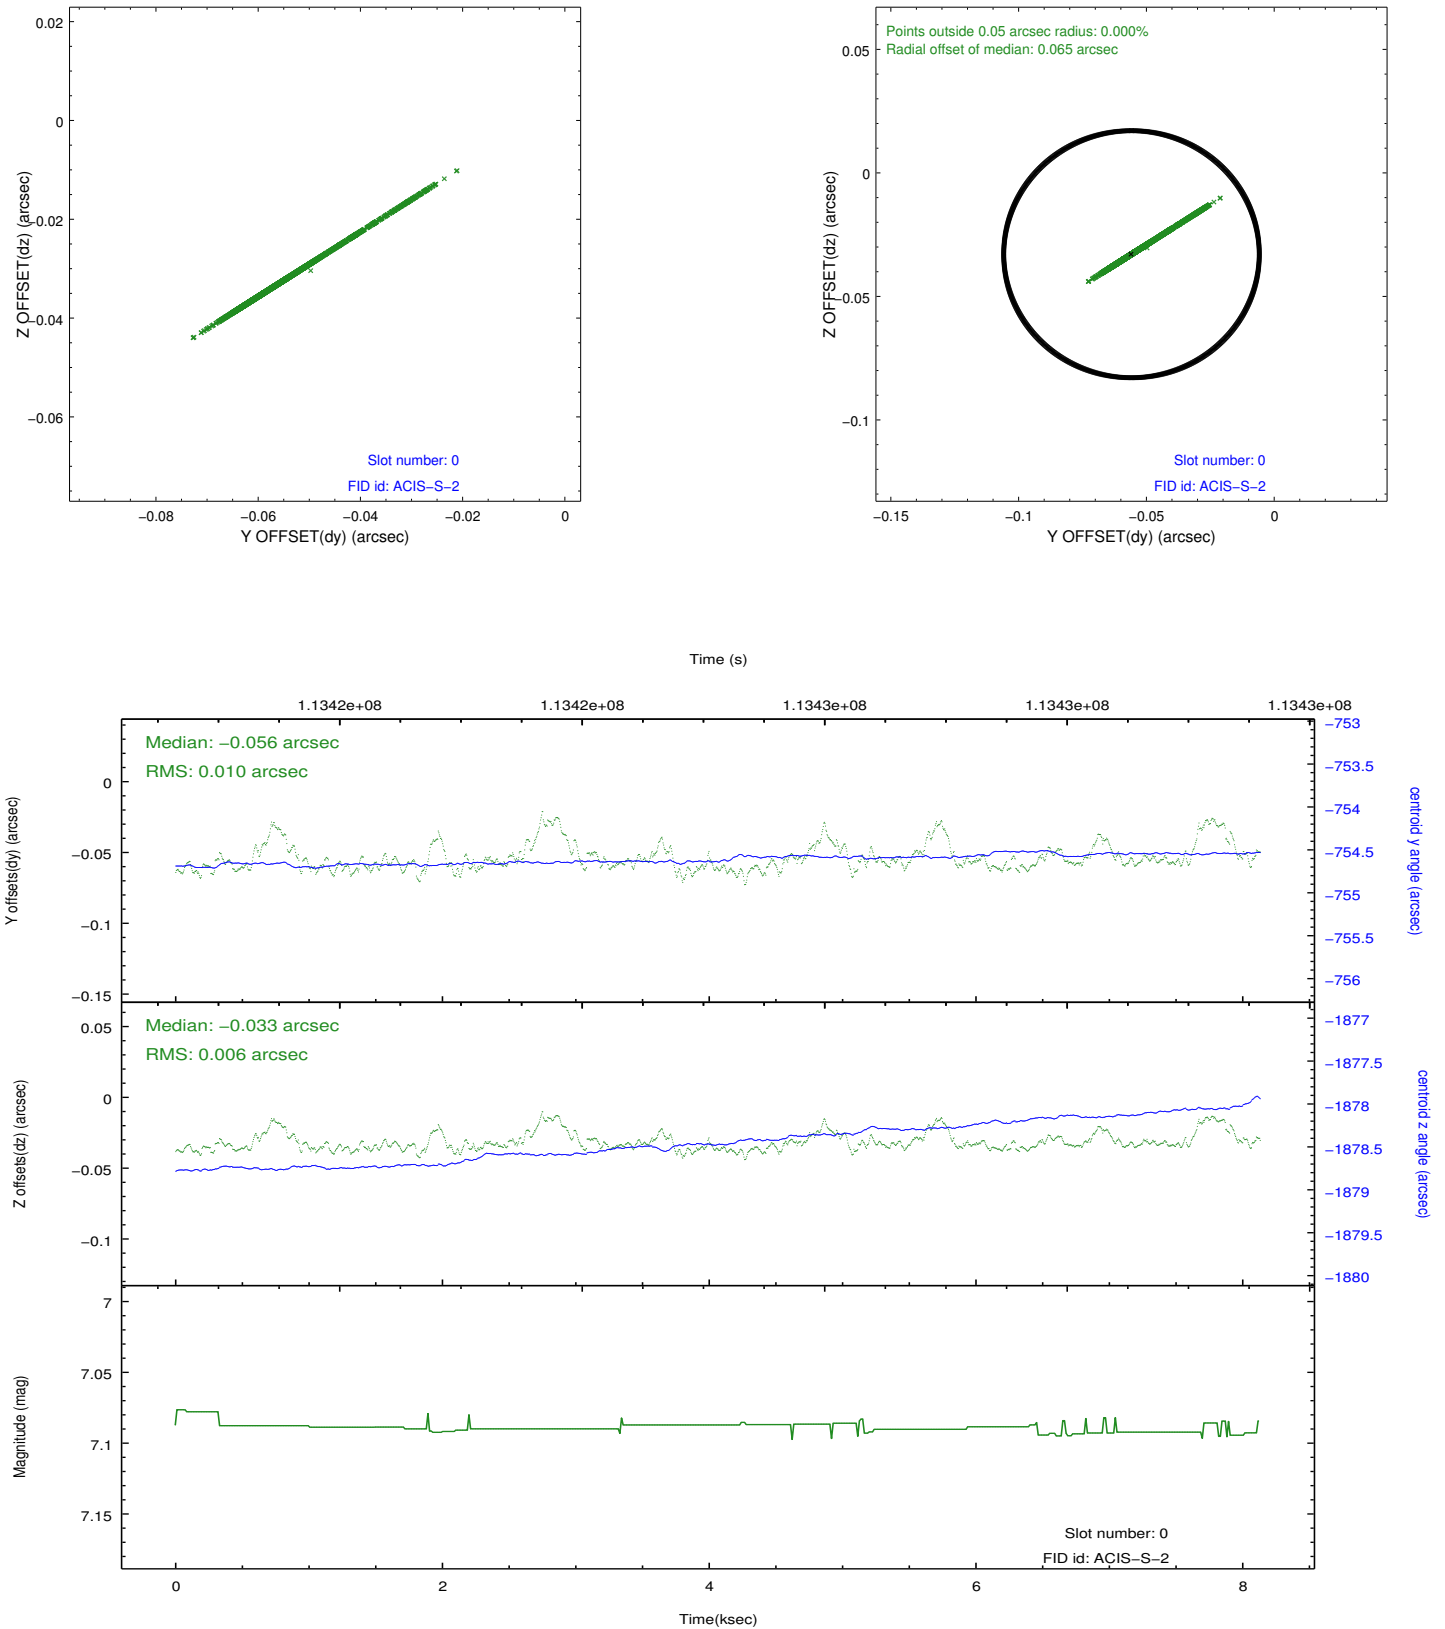 0.02
0
−0.02
−0.04
−0.06
Z OFFSET(dz) (arcsec)
Slot number: 0
FID id: ACIS−S−2
−0.08
−0.06
−0.04
−0.02
0
Y OFFSET(dy) (arcsec)
Points outside 0.05 arcsec radius: 0.000%
Radial offset of median: 0.065 arcsec
0.05
0
−0.05
−0.1
Z OFFSET(dz) (arcsec)
Slot number: 0
FID id: ACIS−S−2
−0.15
−0.1
−0.05
0
Y OFFSET(dy) (arcsec)
Time (s)
1.1342e+08
1.1342e+08
1.1343e+08
1.1343e+08
1.1343e+08
Median: −0.056 arcsec
RMS: 0.010 arcsec
0
−0.05
−0.1
−0.15
Y offsets(dy) (arcsec)
−753
−753.5
−754
−754.5
−755
−755.5
−756
centroid y angle (arcsec)
Median: −0.033 arcsec
RMS: 0.006 arcsec
0.05
0
−0.05
−0.1
Z offsets(dz) (arcsec)
−1877
−1877.5
−1878
−1878.5
−1879
−1879.5
−1880
centroid z angle (arcsec)
7
7.05
7.1
7.15
Magnitude (mag)
Slot number: 0
FID id: ACIS−S−2
0
2
4
6
8
Time(ksec)